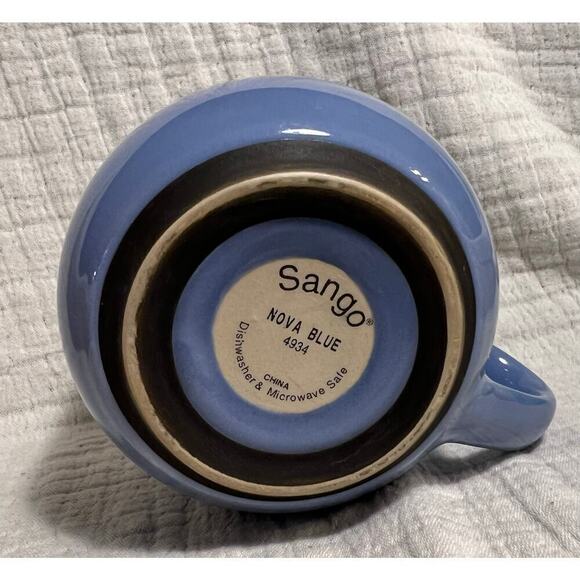 Sango®
NOVA BLUE
4934
CHINA
Dishwasher & Microwave Safe